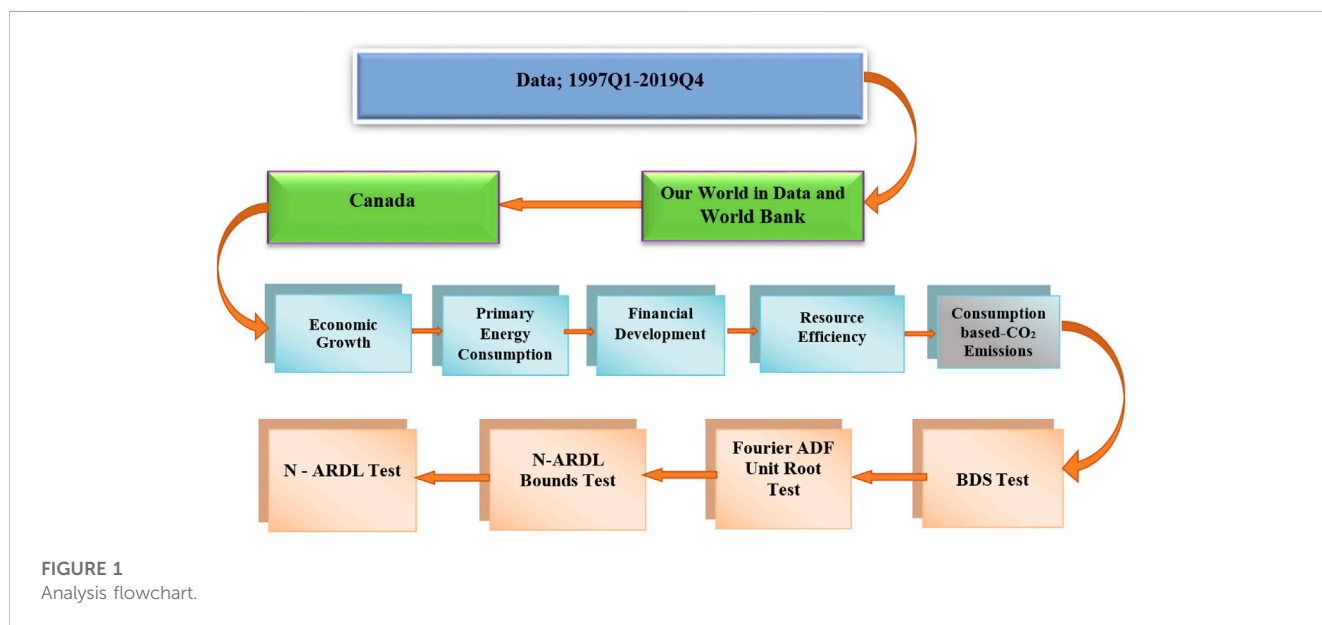 Data; 1997Q1-2019Q4
Canada
Our World in Data and
World Bank
Economic
Growth
Primary
Energy
Consumption
Financial
Development
Resource
Efficiency
Consumption
based-CO₂
Emissions
N - ARDL Test
N-ARDL
Bounds Test
Fourier ADF
Unit Root
Test
BDS Test
FIGURE 1
Analysis flowchart.